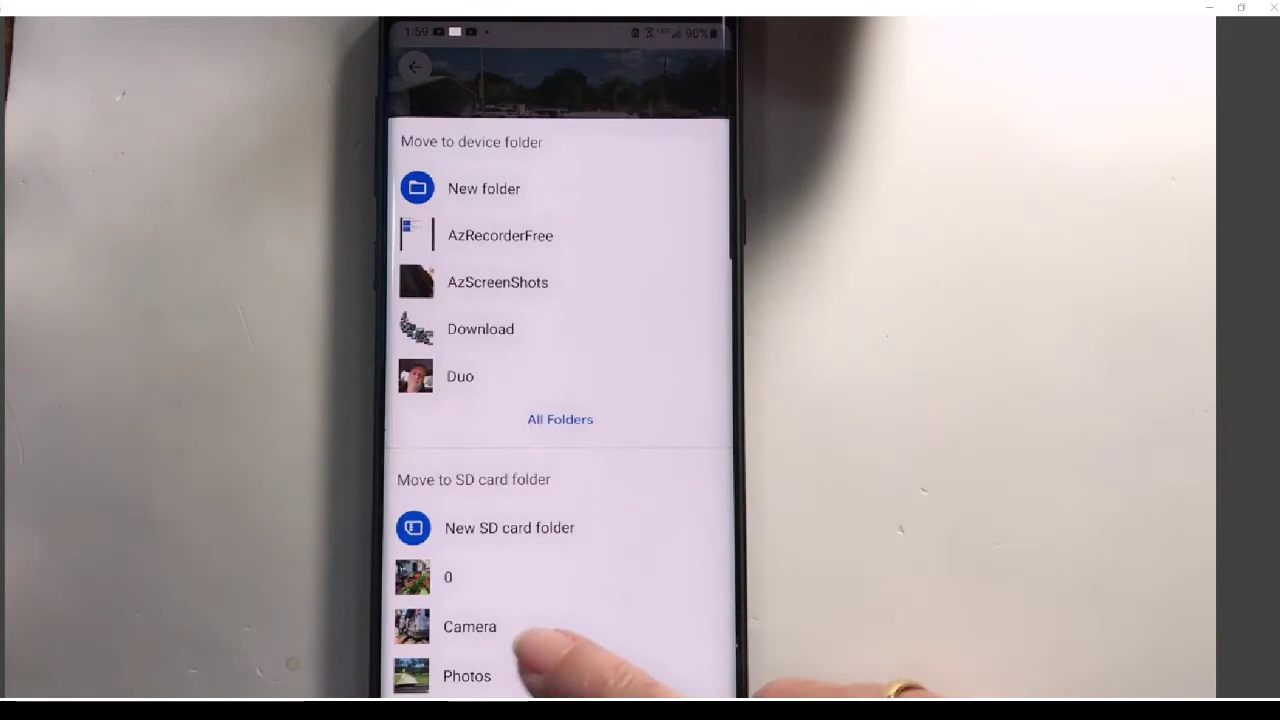 1:59
90%
Move to device folder
New folder
AzRecorderFree
AzScreenShots
Download
Duo
All Folders
Move to SD card folder
New SD card folder
0
Camera
Photos